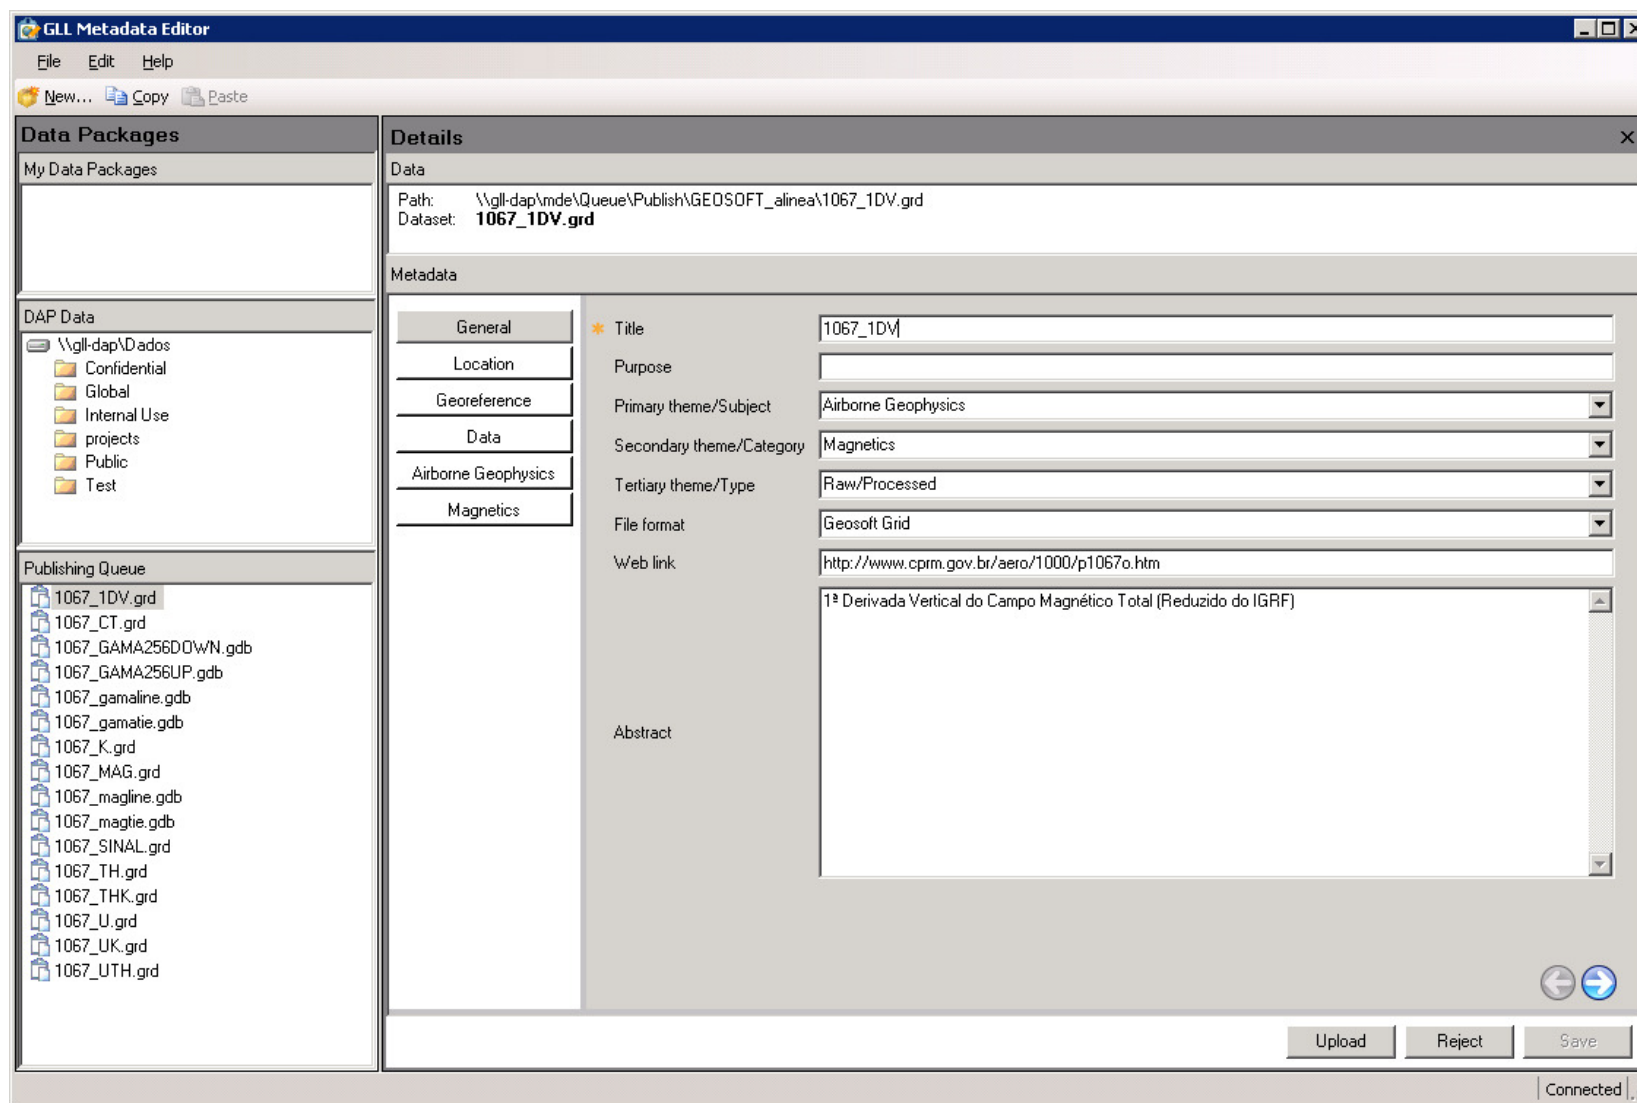 GLL Metadata Editor
File Edit Help
New... Copy Paste
Data Packages
My Data Packages
DAP Data
\\gll-dap\Dados
Confidential
Global
Internal Use
projects
Public
Test
Publishing Queue
1067_1DV.grd
1067_CT.grd
1067_GAMA256DOWN.gdb
1067_GAMA256UP.gdb
1067_gamaline.gdb
1067_gamatie.gdb
1067_K.grd
1067_MAG.grd
1067_magline.gdb
1067_magtie.gdb
1067_SINAL.grd
1067_TH.grd
1067_THK.grd
1067_U.grd
1067_UK.grd
1067_UTH.grd
Details
Data
Path: \\gll-dap\mde\Queue\Publish\GEOSOFT_alinea\1067_1DV.grd
Dataset: 1067_1DV.grd
Metadata
General
Location
Georeference
Data
Airborne Geophysics
Magnetics
Title 1067_1DV
Purpose
Primary theme/Subject Airborne Geophysics
Secondary theme/Category Magnetics
Tertiary theme/Type Raw/Processed
File format Geosoft Grid
Web link http://www.cprm.gov.br/aero/1000/p1067o.htm
Abstract 1ª Derivada Vertical do Campo Magnético Total (Reduzido do IGRF)
Upload Reject Save
Connected